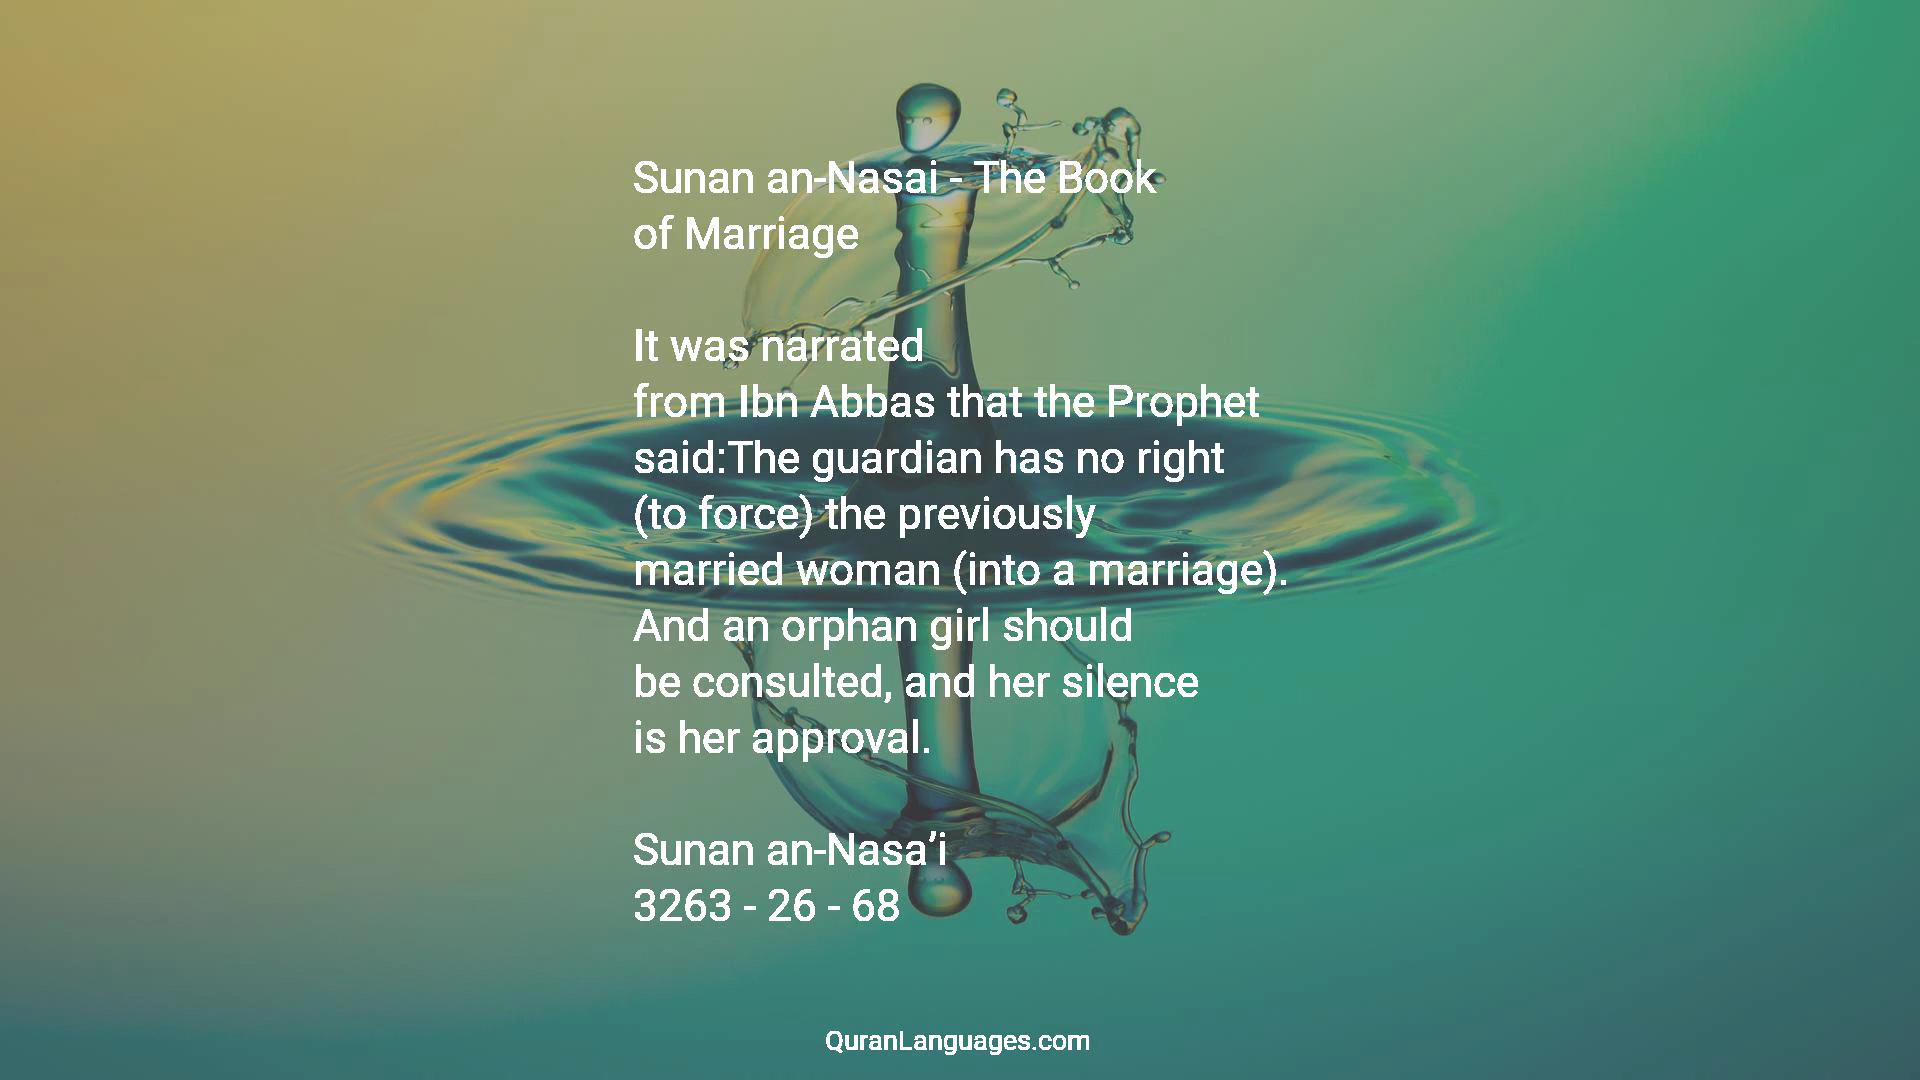 Sunan an-Nasai - The Book
of Marriage
It was narrated
from Ibn Abbas that the Prophet
said:The guardian has no right
(to force) the previously
married woman (into a marriage).
And an orphan girl should
be consulted, and her silence
is her approval.
Sunan an-Nasa’i
3263 - 26 - 68
QuranLanguages.com